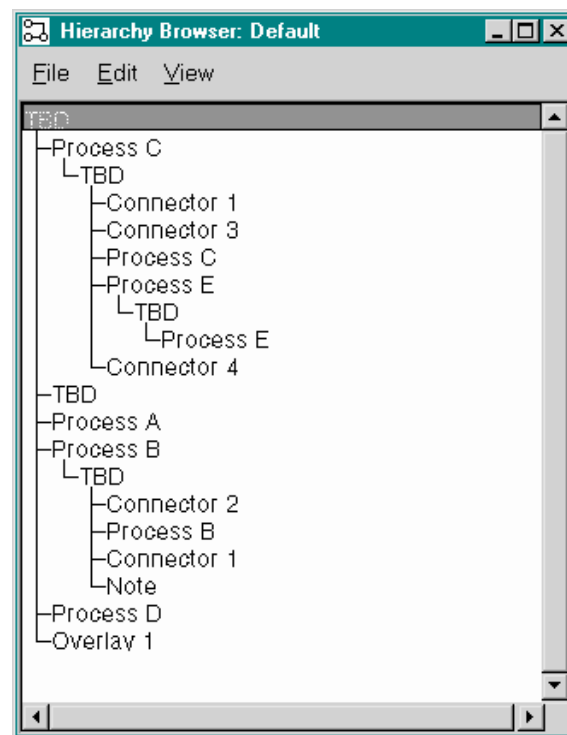 Hierarchy Browser: Default
File Edit View
TBD
Process C
TBD
Connector 1
Connector 3
Process C
Process E
TBD
Process E
Connector 4
TBD
Process A
Process B
TBD
Connector 2
Process B
Connector 1
Note
Process D
Overlay 1